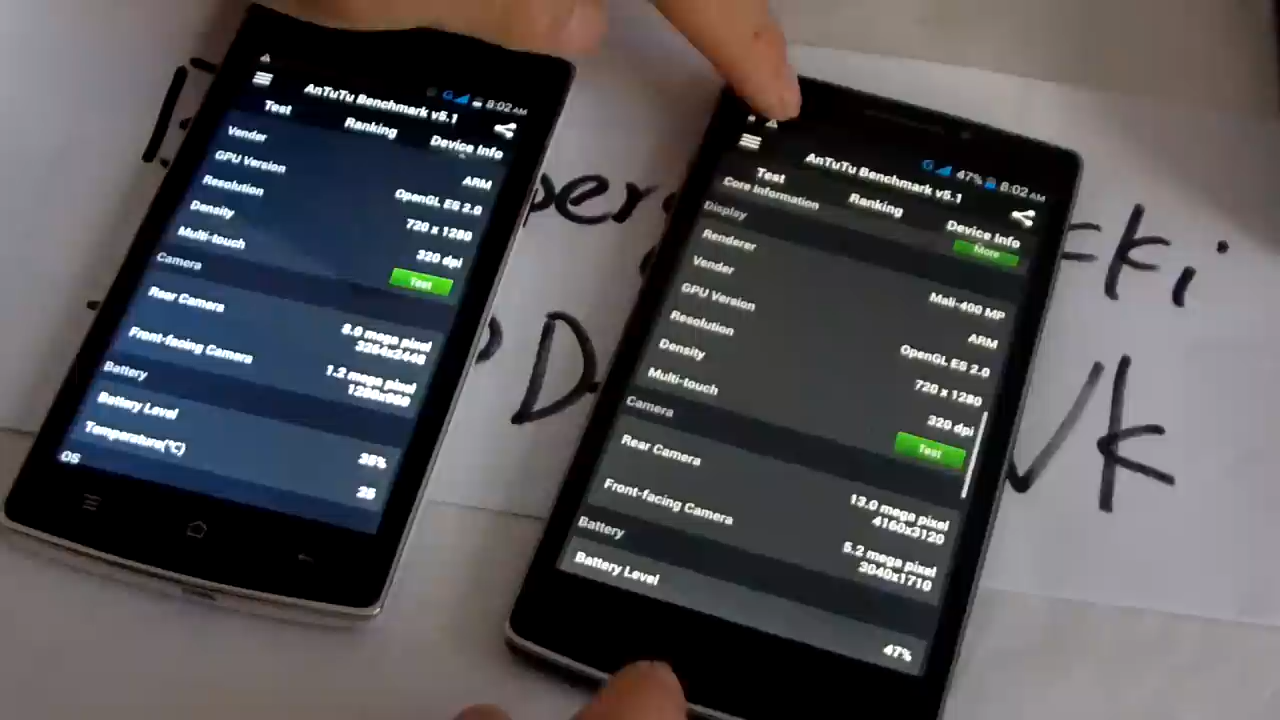 8:02 AM
AnTuTu Benchmark v5.1
Test
Ranking
Device Info
Vender
ARM
GPU Version
OpenGL ES 2.0
Resolution
720 x 1280
Density
320 dpi
Multi-touch
Test
Camera
Rear Camera
8.0 mega pixel
3264x2448
Front-facing Camera
1.2 mega pixel
1280x960
Battery
Battery Level
35%
Temperature(°C)
25
OS
G 47% 8:02 AM
AnTuTu Benchmark v5.1
Test
Ranking
Device Info
Core Information
More
Display
Renderer
Mali-400 MP
Vender
ARM
GPU Version
OpenGL ES 2.0
Resolution
720 x 1280
Density
320 dpi
Multi-touch
Test
Camera
Rear Camera
13.0 mega pixel
4160x3120
Front-facing Camera
5.2 mega pixel
3040x1710
Battery
Battery Level
47%